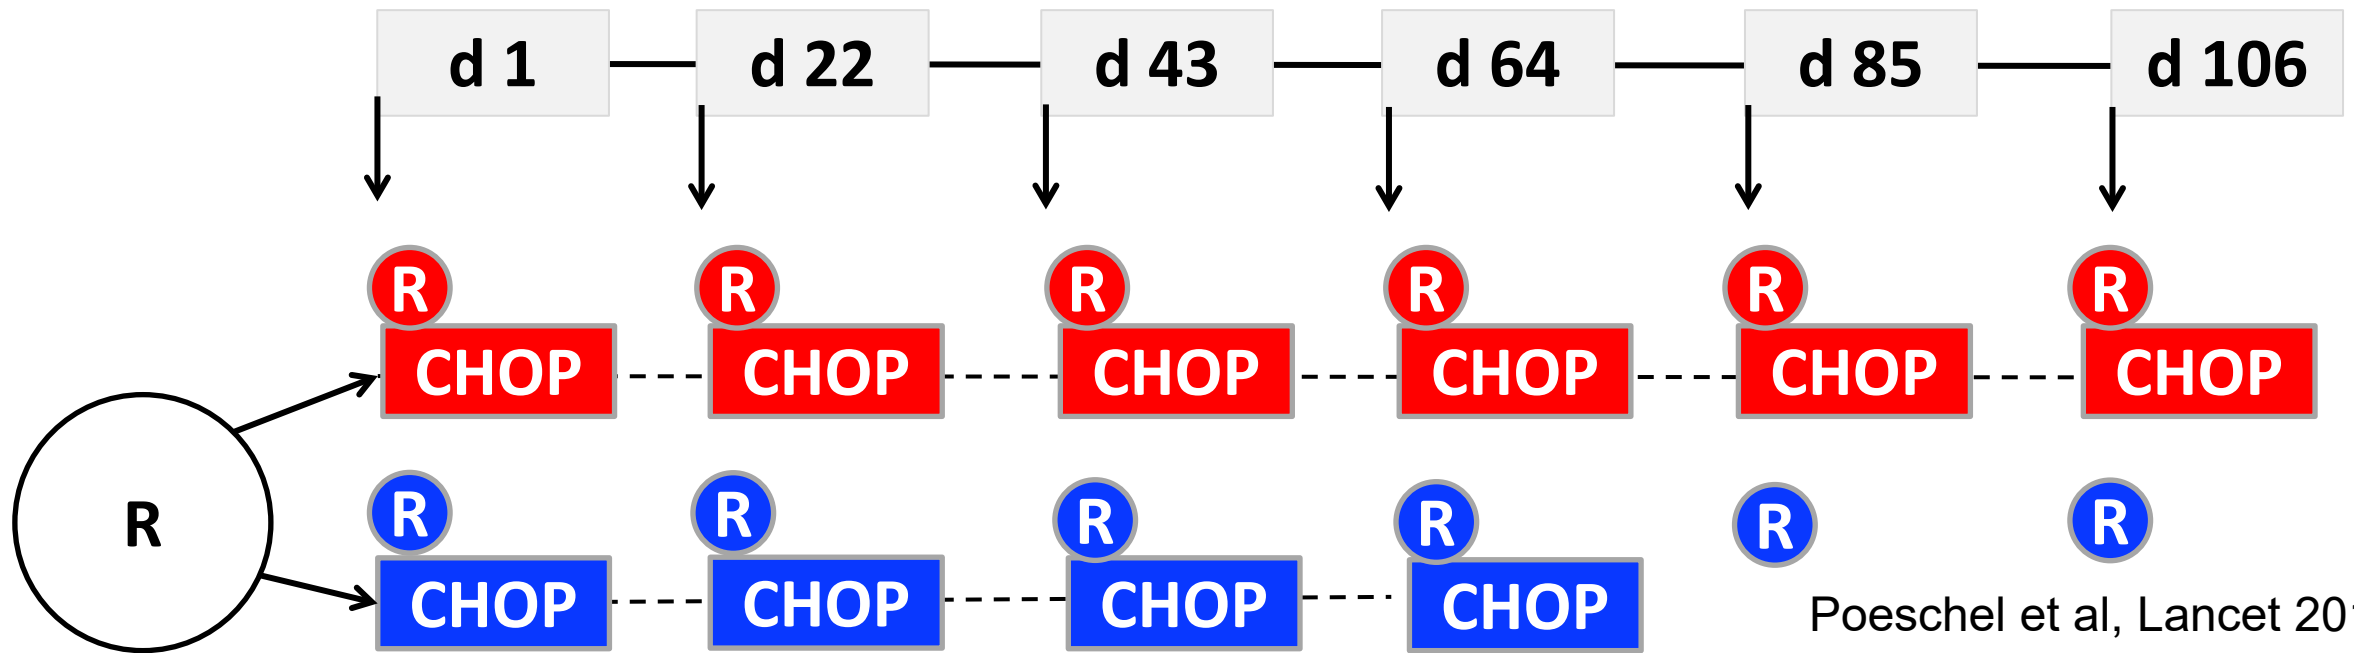 d 1 d 22 d 43 d 64 d 85 d 106
R R R R R R
CHOP CHOP CHOP CHOP CHOP CHOP
R
R R R R R R
CHOP CHOP CHOP CHOP
Poeschel et al, Lancet